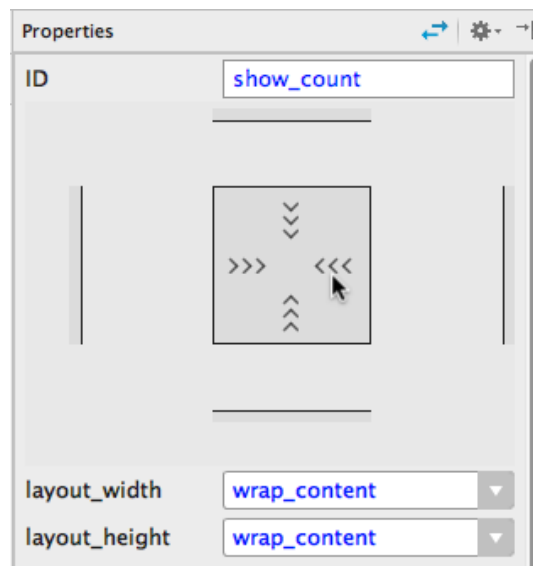 Properties
ID show_count
layout_width wrap_content
layout_height wrap_content